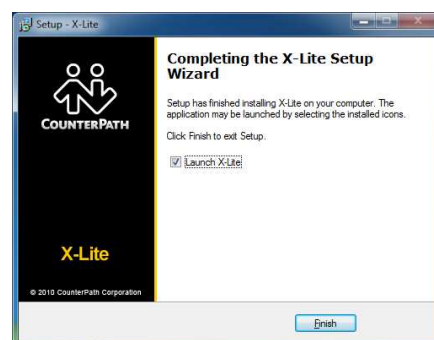 Setup - X-Lite
COUNTERPATH
X-Lite
© 2010 CounterPath Corporation
Completing the X-Lite Setup
Wizard
Setup has finished installing X-Lite on your computer. The
application may be launched by selecting the installed icons.
Click Finish to exit Setup.
Launch X-Lite
Finish